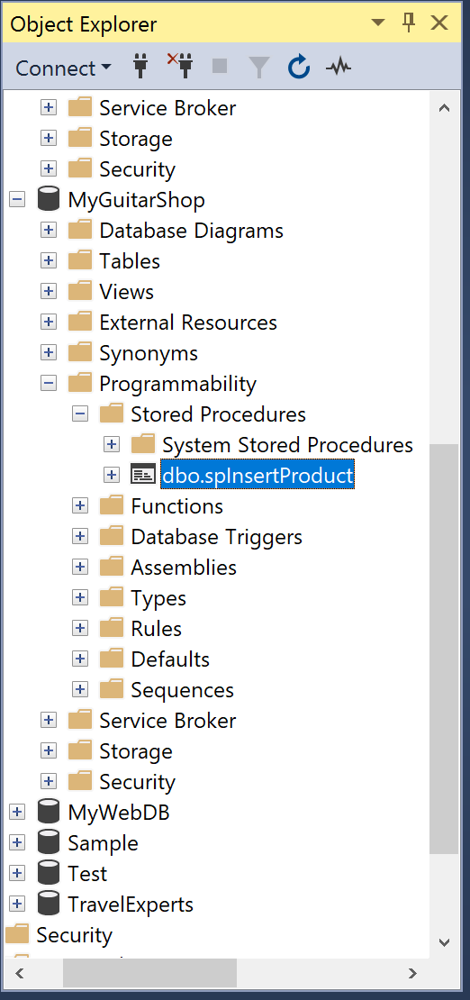 Object Explorer
Connect
Service Broker
Storage
Security
MyGuitarShop
Database Diagrams
Tables
Views
External Resources
Synonyms
Programmability
Stored Procedures
System Stored Procedures
dbo.spInsertProduct
Functions
Database Triggers
Assemblies
Types
Rules
Defaults
Sequences
Service Broker
Storage
Security
MyWebDB
Sample
Test
TravelExperts
Security